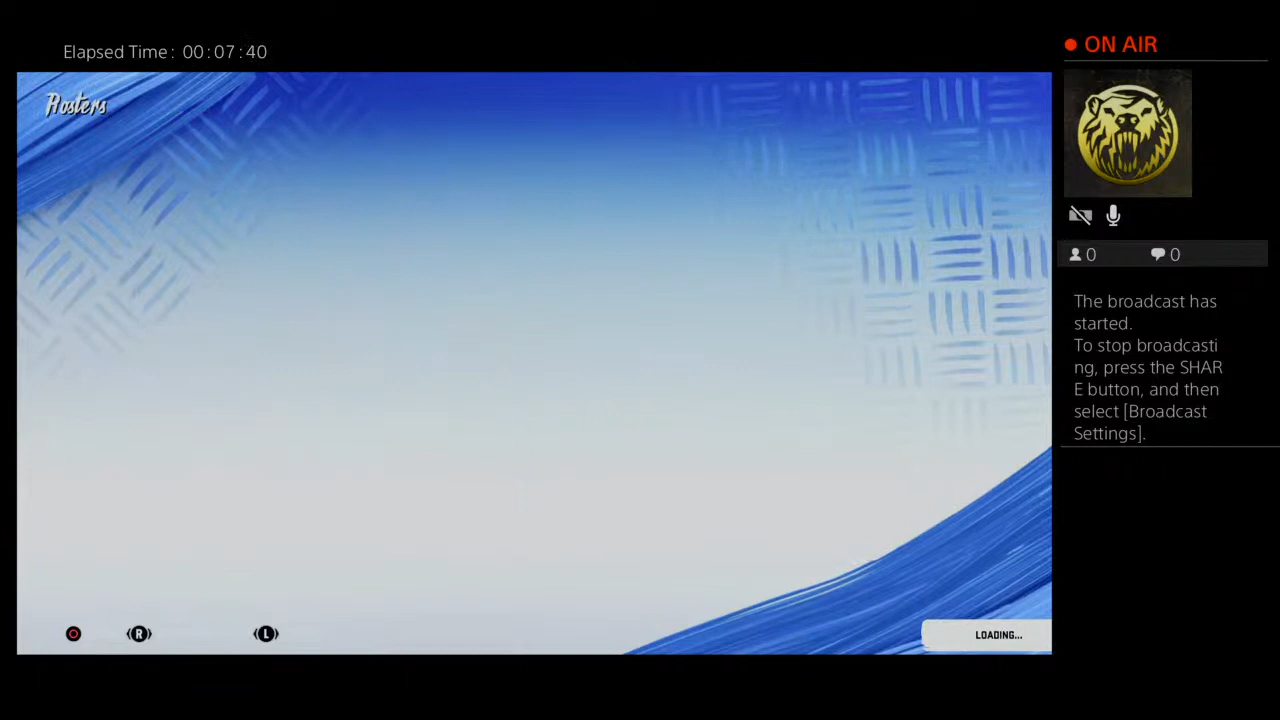 Elapsed Time: 00:07:40
ON AIR
Rosters
0 0
The broadcast has
started.
To stop broadcasti
ng, press the SHAR
E button, and then
select [Broadcast
Settings].
R L
LOADING...